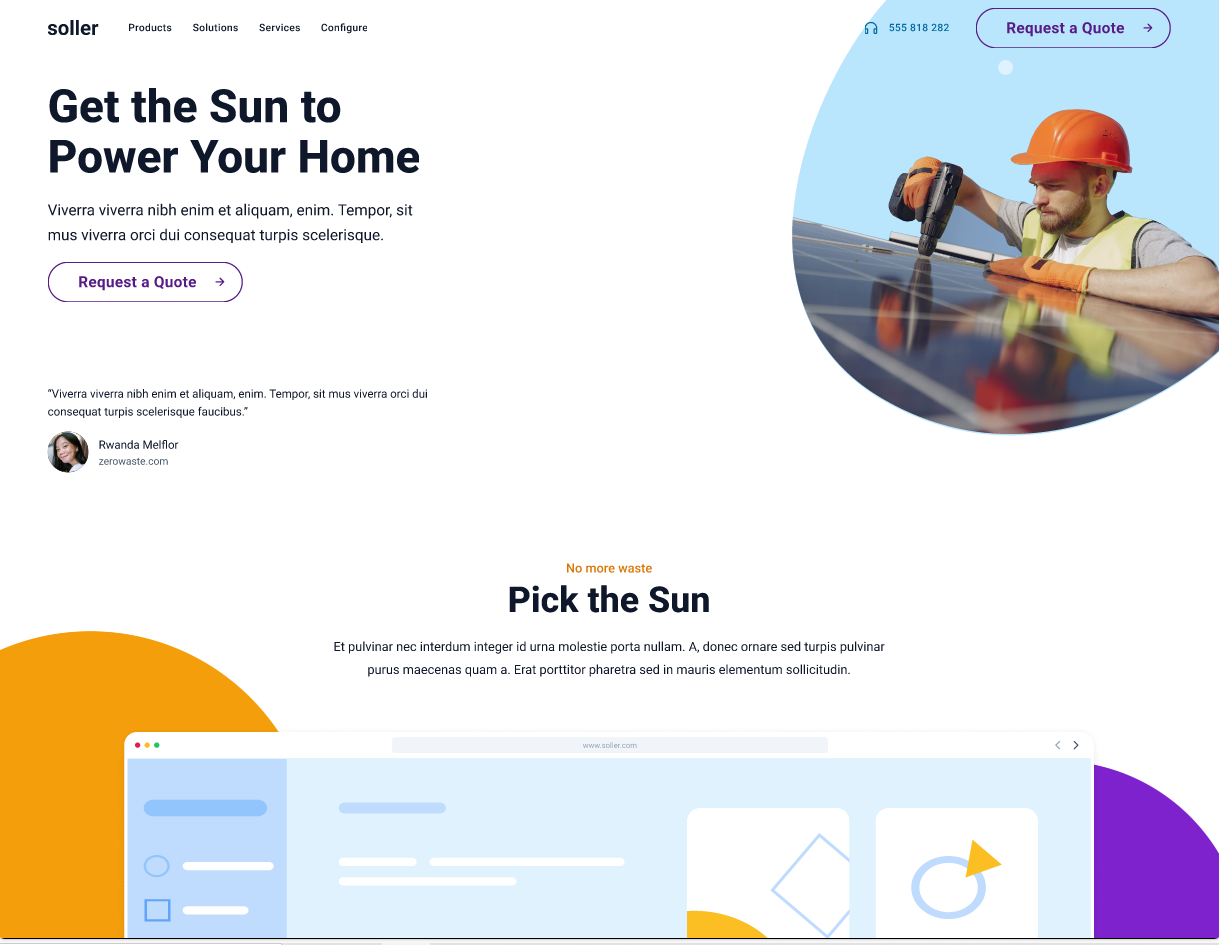 soller
Products
Solutions
Services
Configure
555 818 282
Request a Quote
Get the Sun to
Power Your Home
Viverra viverra nibh enim et aliquam, enim. Tempor, sit
mus viverra orci dui consequat turpis scelerisque.
Request a Quote
“Viverra viverra nibh enim et aliquam, enim. Tempor, sit mus viverra orci dui
consequat turpis scelerisque faucibus.”
Rwanda Melflor
zerowaste.com
No more waste
Pick the Sun
Et pulvinar nec interdum integer id urna molestie porta nullam. A, donec ornare sed turpis pulvinar
purus maecenas quam a. Erat porttitor pharetra sed in mauris elementum sollicitudin.
www.soller.com